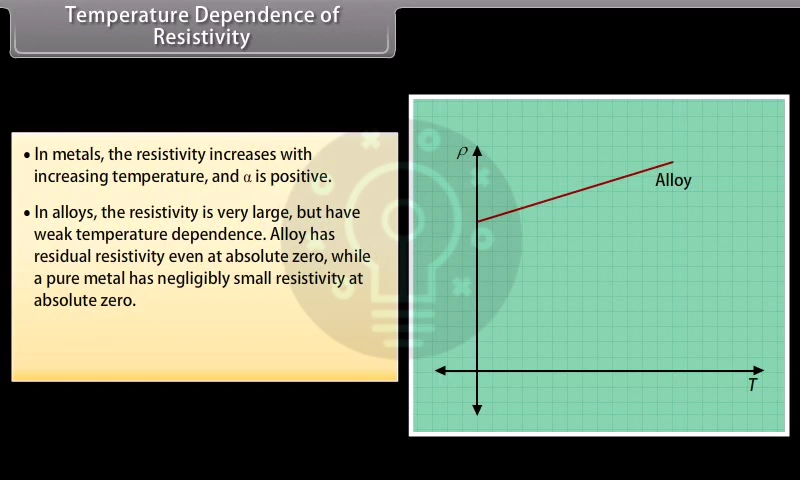 Temperature Dependence of
Resistivity
• In metals, the resistivity increases with
increasing temperature, and α is positive.
• In alloys, the resistivity is very large, but have
weak temperature dependence. Alloy has
residual resistivity even at absolute zero, while
a pure metal has negligibly small resistivity at
absolute zero.
ρ
Alloy
T